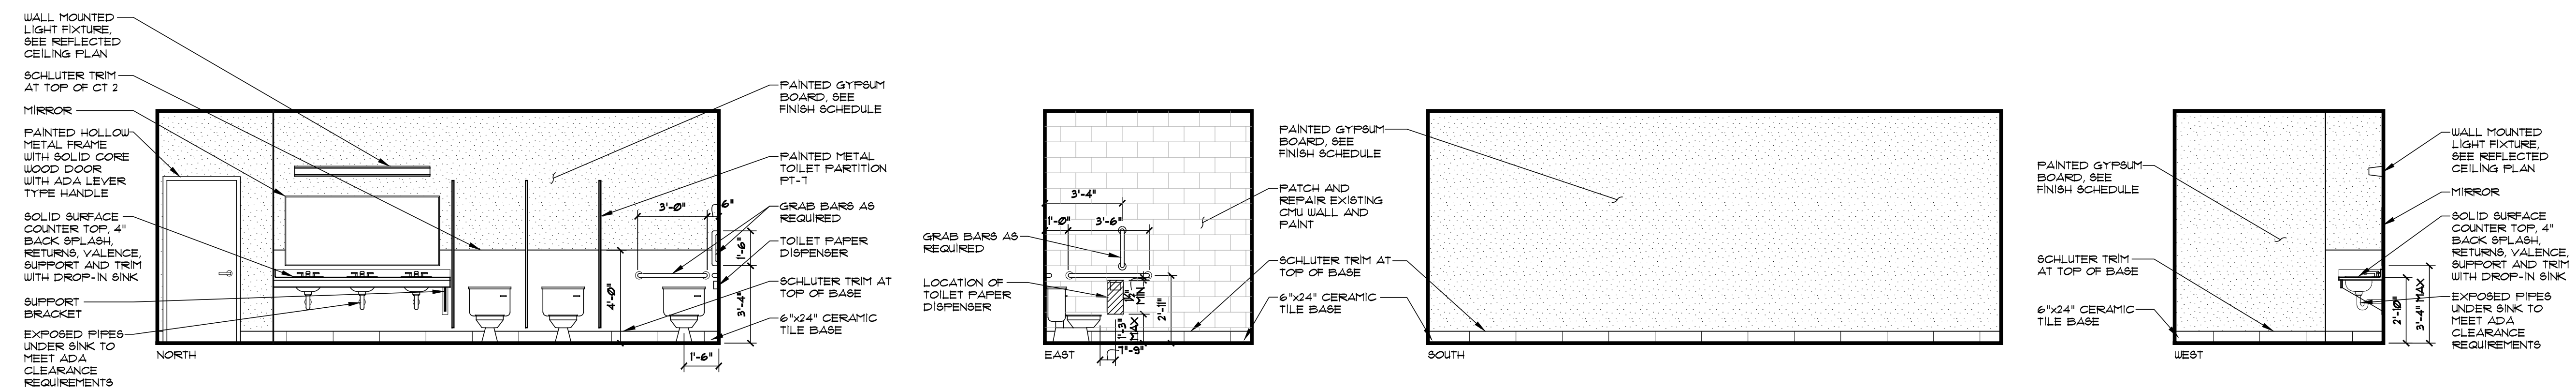 WALL MOUNTED
LIGHT FIXTURE,
SEE REFLECTED
CEILING PLAN
SCHLUTER TRIM
AT TOP OF CT 2
MIRROR
PAINTED HOLLOW
METAL FRAME
WITH SOLID CORE
WOOD DOOR
WITH ADA LEVER
TYPE HANDLE
SOLID SURFACE
COUNTER TOP, 4"
BACK SPLASH,
RETURNS, VALENCE,
SUPPORT AND TRIM
WITH DROP-IN SINK
SUPPORT
BRACKET
EXPOSED PIPES
UNDER SINK TO
MEET ADA
CLEARANCE
REQUIREMENTS
NORTH
3'-0"
6"
1'-6"
4'-0"
3'-4"
1'-6"
PAINTED GYPSUM
BOARD, SEE
FINISH SCHEDULE
PAINTED METAL
TOILET PARTITION
PT-7
GRAB BARS AS
REQUIRED
TOILET PAPER
DISPENSER
SCHLUTER TRIM AT
TOP OF BASE
6"x24" CERAMIC
TILE BASE
GRAB BARS AS
REQUIRED
LOCATION OF
TOILET PAPER
DISPENSER
3'-4"
1'-0"
3'-6"
1½"
MIN
2'-11"
1'-3"
MAX
7"-9"
EAST
PAINTED GYPSUM
BOARD, SEE
FINISH SCHEDULE
PATCH AND
REPAIR EXISTING
CMU WALL AND
PAINT
SCHLUTER TRIM AT
TOP OF BASE
6"x24" CERAMIC
TILE BASE
SOUTH
PAINTED GYPSUM
BOARD, SEE
FINISH SCHEDULE
SCHLUTER TRIM
AT TOP OF BASE
6"x24" CERAMIC
TILE BASE
WEST
2'-10"
3'-4" MAX
WALL MOUNTED
LIGHT FIXTURE,
SEE REFLECTED
CEILING PLAN
MIRROR
SOLID SURFACE
COUNTER TOP, 4"
BACK SPLASH,
RETURNS, VALENCE,
SUPPORT AND TRIM
WITH DROP-IN SINK
EXPOSED PIPES
UNDER SINK TO
MEET ADA
CLEARANCE
REQUIREMENTS